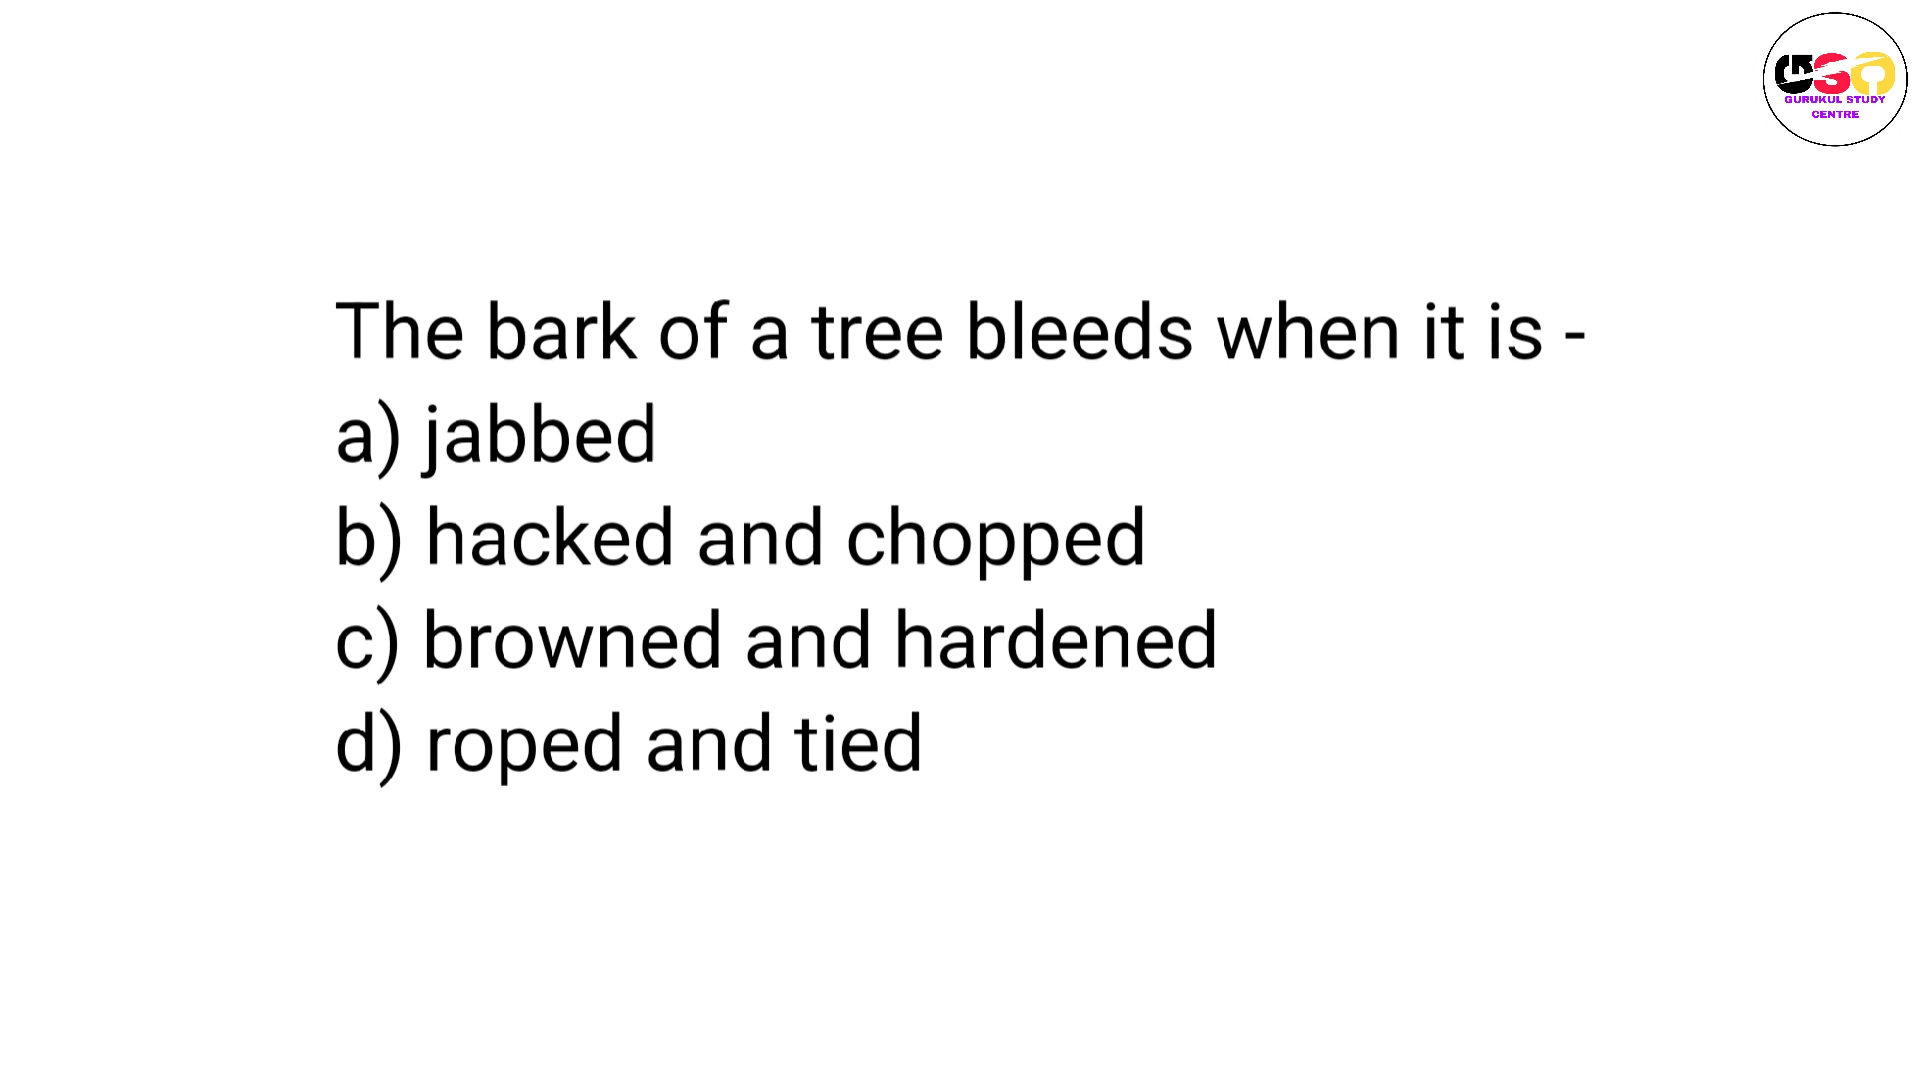 GSC
GURUKUL STUDY
CENTRE
The bark of a tree bleeds when it is -
a) jabbed
b) hacked and chopped
c) browned and hardened
d) roped and tied